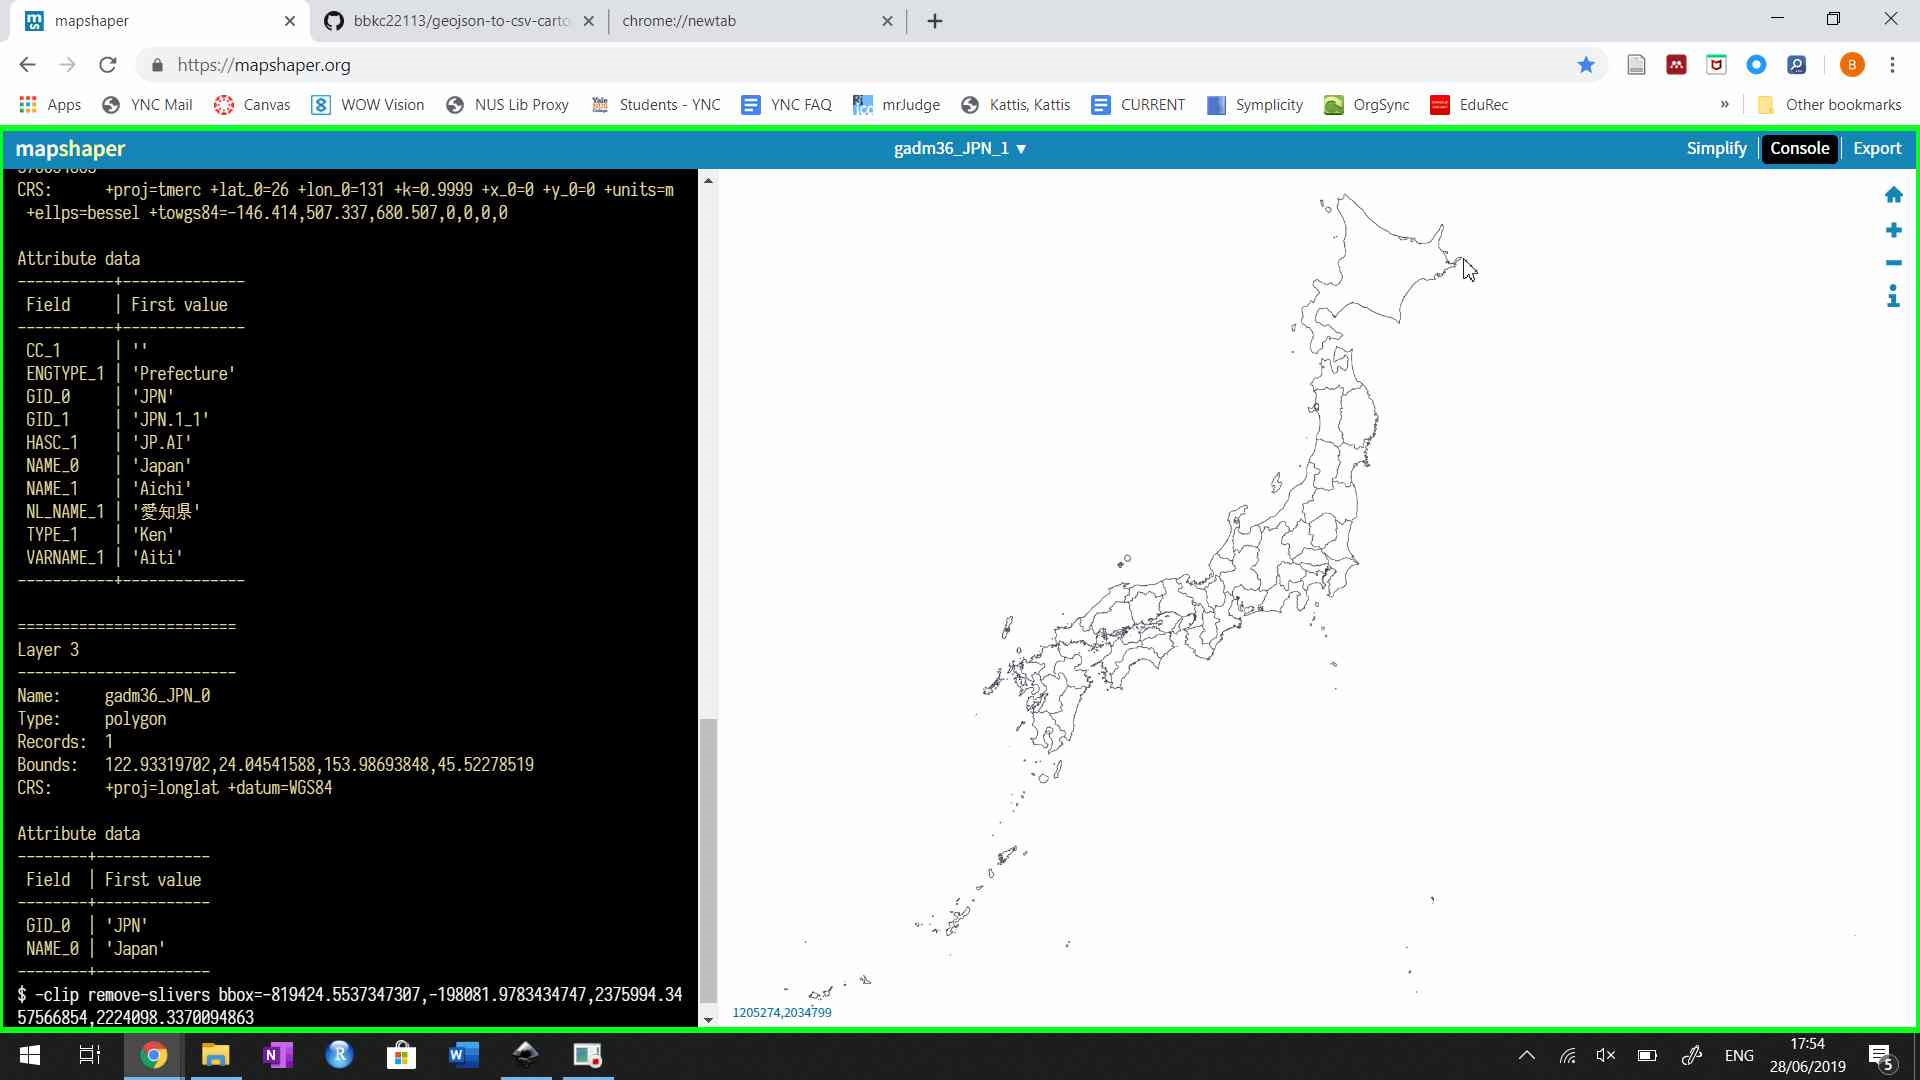 mapshaper
bbkc22113/geojson-to-csv-carto
chrome://newtab
https://mapshaper.org
B
Apps
YNC Mail
Canvas
WOW Vision
NUS Lib Proxy
Students - YNC
YNC FAQ
mrJudge
Kattis, Kattis
CURRENT
Symplicity
OrgSync
EduRec
»
Other bookmarks
mapshaper
gadm36_JPN_1 ▼
Simplify
Console
Export
CRS: +proj=tmerc +lat_0=26 +lon_0=131 +k=0.9999 +x_0=0 +y_0=0 +units=m
+ellps=bessel +towgs84=-146.414,507.337,680.507,0,0,0,0
Attribute data
-----------+--------------
Field | First value
-----------+--------------
CC_1 | ''
ENGTYPE_1 | 'Prefecture'
GID_0 | 'JPN'
GID_1 | 'JPN.1_1'
HASC_1 | 'JP.AI'
NAME_0 | 'Japan'
NAME_1 | 'Aichi'
NL_NAME_1 | '愛知県'
TYPE_1 | 'Ken'
VARNAME_1 | 'Aiti'
-----------+--------------
=========================
Layer 3
-------------------------
Name: gadm36_JPN_0
Type: polygon
Records: 1
Bounds: 122.93319702,24.04541588,153.98693848,45.52278519
CRS: +proj=longlat +datum=WGS84
Attribute data
--------+-------------
Field | First value
--------+-------------
GID_0 | 'JPN'
NAME_0 | 'Japan'
--------+-------------
$ -clip remove-slivers bbox=-819424.5537347307,-198081.9783434747,2375994.34
57566854,2224098.3370094863
1205274,2034799
ENG
17:54
28/06/2019
5